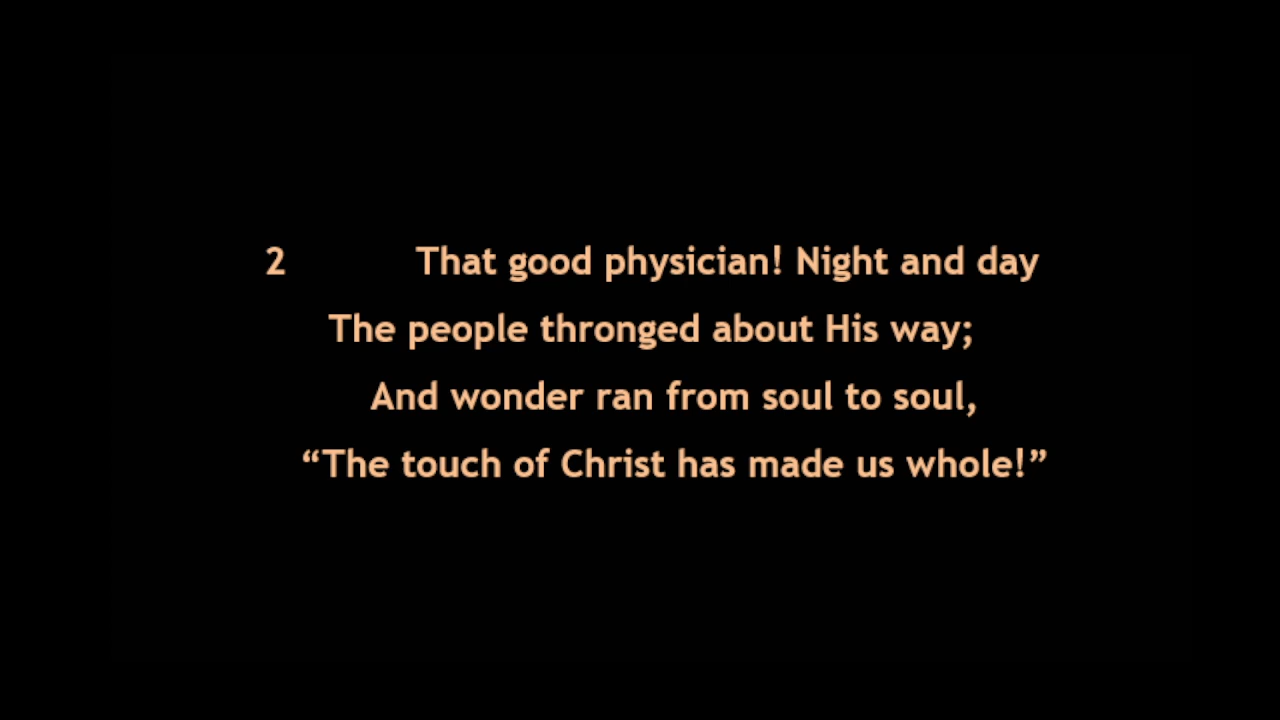 2 That good physician! Night and day
The people thronged about His way;
And wonder ran from soul to soul,
“The touch of Christ has made us whole!”